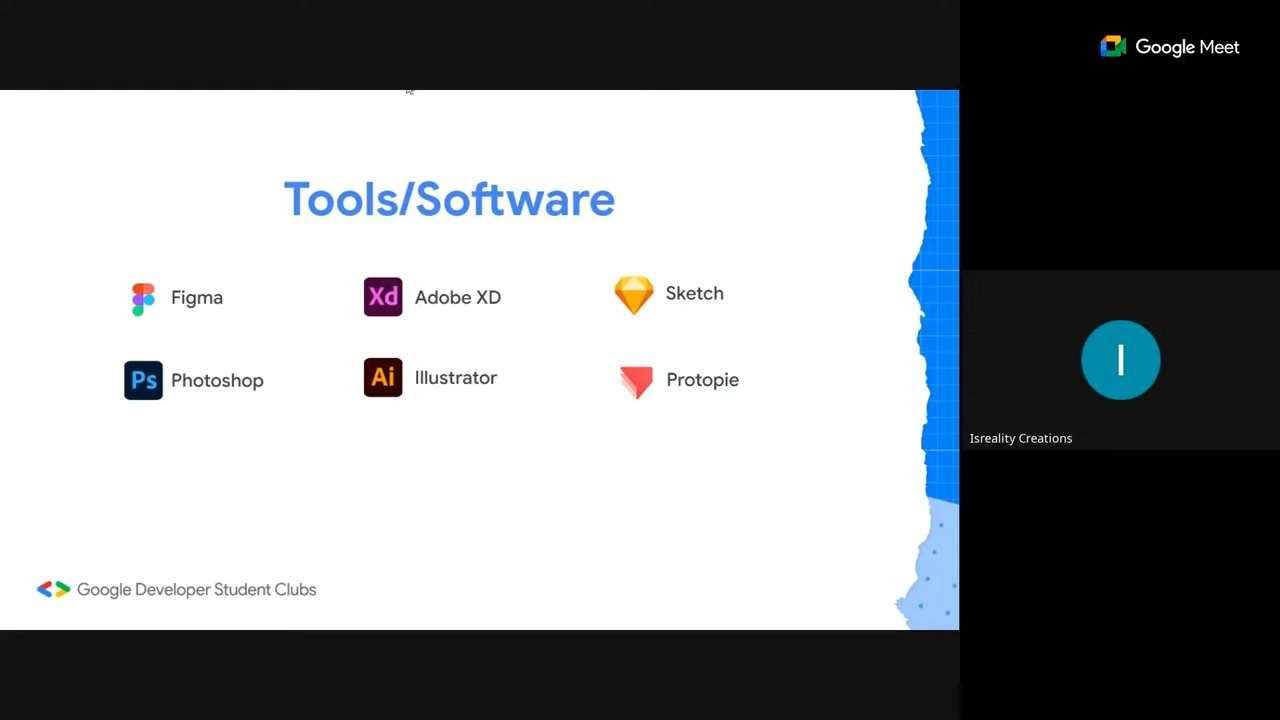 Google Meet
Tools/Software
Figma
Xd Adobe XD
Sketch
Ps Photoshop
Ai Illustrator
Protopie
I
Isreality Creations
Google Developer Student Clubs